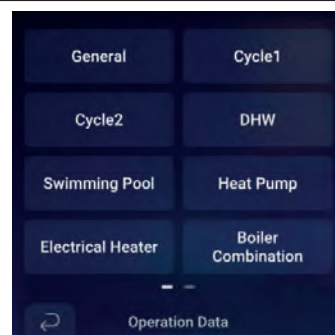 General
Cycle1
Cycle2
DHW
Swimming Pool
Heat Pump
Electrical Heater
Boiler
Combination
Operation Data